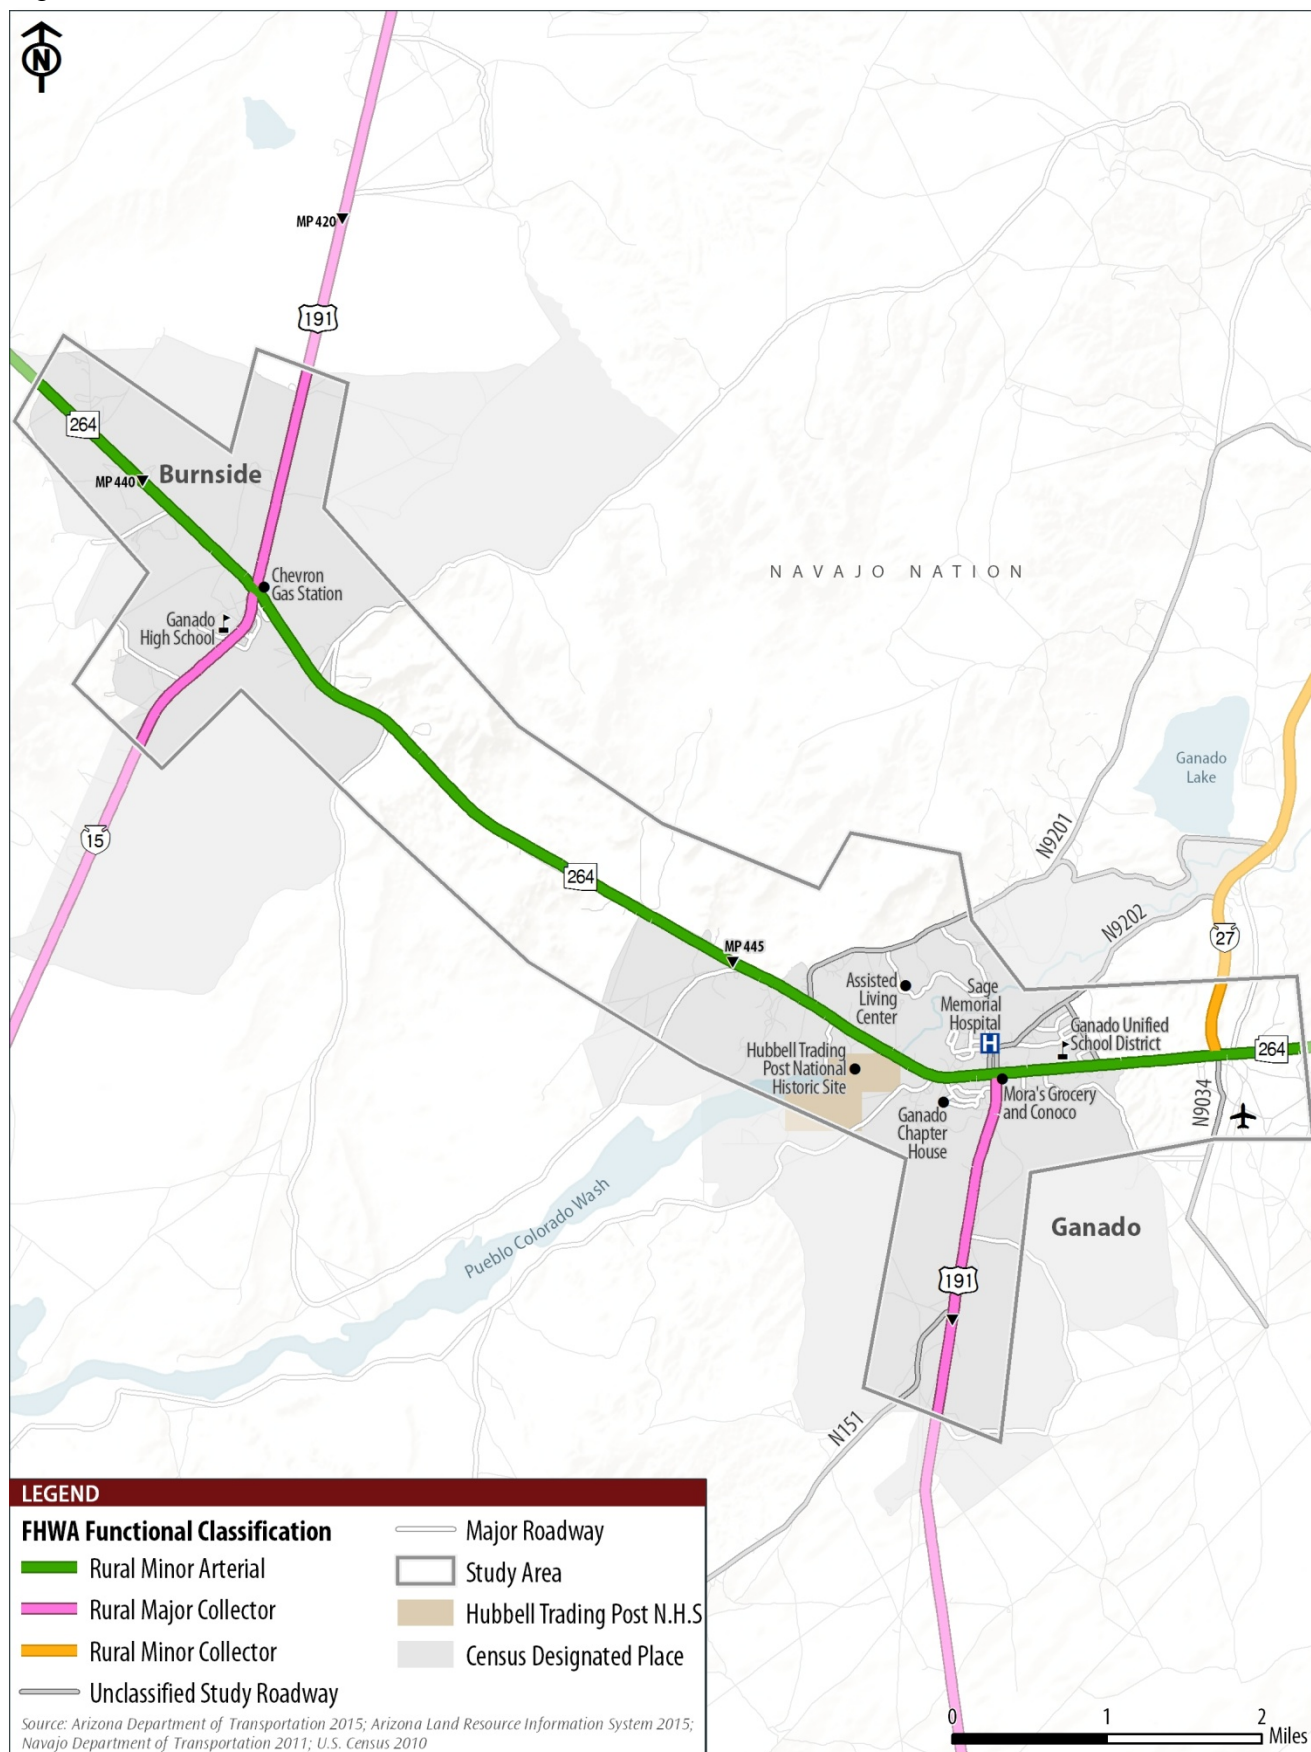 N
MP 420
191
264
Burnside
MP 440
Chevron
Gas Station
Ganado
High School
NAVAJO NATION
15
264
Ganado
Lake
N9201
N9202
27
MP 445
Assisted
Living
Center
Sage
Memorial
Hospital
H
Ganado Unified
School District
264
Hubbell Trading
Post National
Historic Site
Mora's Grocery
and Conoco
N9034
Ganado
Chapter
House
Pueblo Colorado Wash
Ganado
191
N151
LEGEND
FHWA Functional Classification
Rural Minor Arterial
Rural Major Collector
Rural Minor Collector
Unclassified Study Roadway
Major Roadway
Study Area
Hubbell Trading Post N.H.S
Census Designated Place
Source: Arizona Department of Transportation 2015; Arizona Land Resource Information System 2015;
Navajo Department of Transportation 2011; U.S. Census 2010
0 1 2
Miles